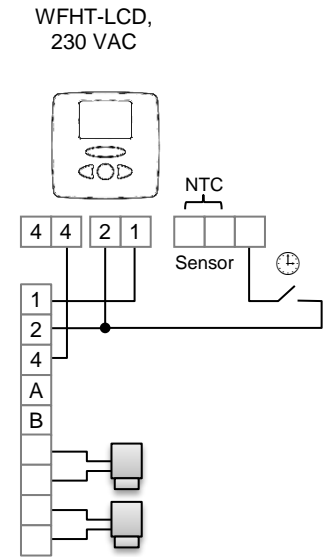 WFHT-LCD,
230 VAC
NTC
4 4 2 1
Sensor
1
2
4
A
B